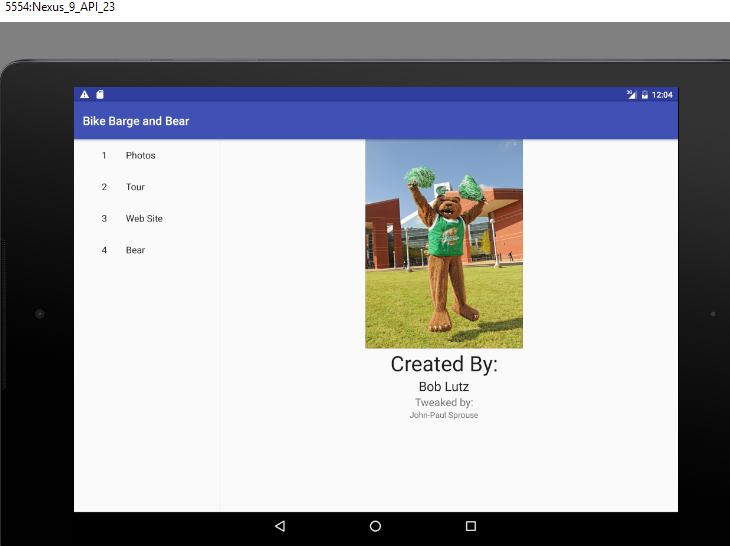 5554:Nexus_9_API_23
3G
12:04
Bike Barge and Bear
1 Photos
2 Tour
3 Web Site
4 Bear
Created By:
Bob Lutz
Tweaked by:
John-Paul Sprouse